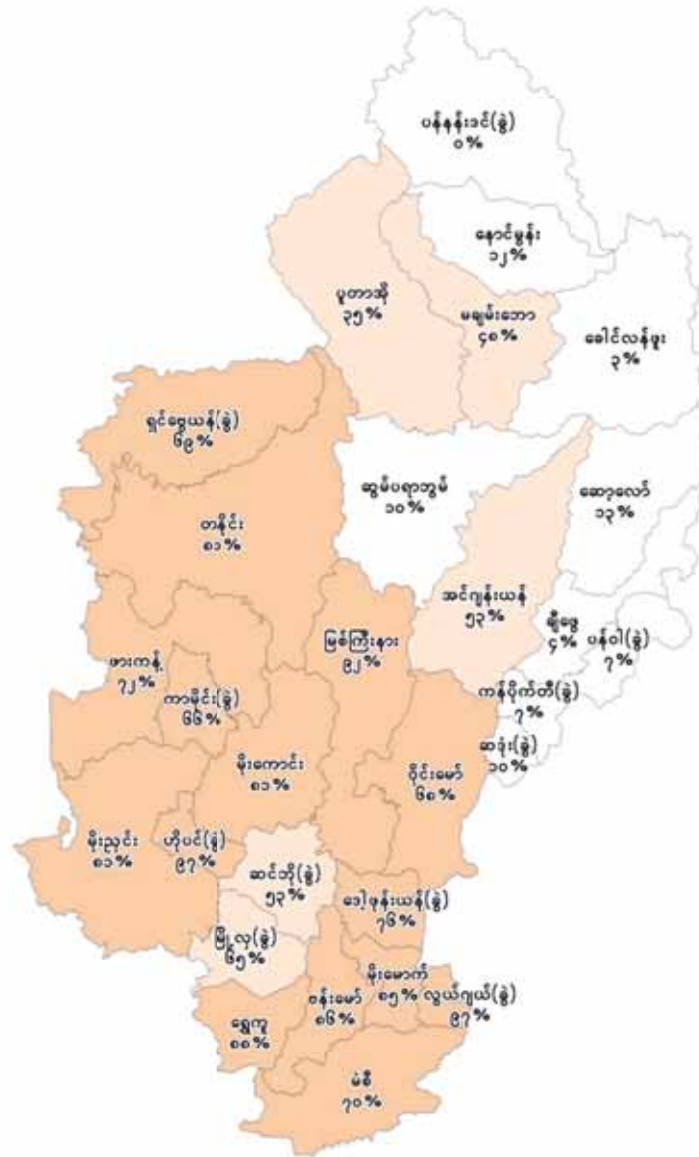 ပန်နန်းဒင်(ခွဲ)
၀%
နောင်မွန်း
၁၂%
ပူတာအို
၃၅%
မချမ်းဘော
၄၈%
ခေါင်လန်ဖူး
၃%
ရှင်ဗွေယန်(ခွဲ)
၆၉%
ဆွမ်ပရာဘွမ်
၁၀%
ဆော့လော်
၁၃%
တနိုင်း
၈၁%
အင်ဂျန်းယန်
၅၃%
ချီဖွေ
၄%
ပန်ဝါ(ခွဲ)
၇%
မြစ်ကြီးနား
၉၂%
ဖားကန့်
၇၂%
ကာမိုင်း(ခွဲ)
၆၆%
ကန်ပိုက်တီ(ခွဲ)
၇%
ဆဒုံး(ခွဲ)
၁၀%
မိုးကောင်း
၈၁%
ဝိုင်းမော်
၆၈%
မိုးညှင်း
၈၁%
ဟိုပင်(ခွဲ)
၉၇%
ဆင်ဘို(ခွဲ)
၅၃%
ဒေါ့ဖုန်းယန်(ခွဲ)
၇၆%
မြို့လှ(ခွဲ)
၆၅%
မိုးမောက်
၈၅%
လွယ်ဂျယ်(ခွဲ)
၉၇%
ဗန်းမော်
၈၆%
ရွှေကူ
၈၈%
မံစီ
၇၀%